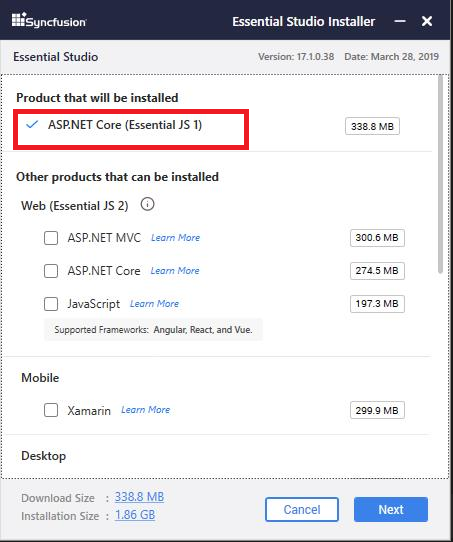 Syncfusion
Essential Studio Installer
Essential Studio
Version: 17.1.0.38 Date: March 28, 2019
Product that will be installed
ASP.NET Core (Essential JS 1)
338.8 MB
Other products that can be installed
Web (Essential JS 2)
ASP.NET MVC Learn More 300.6 MB
ASP.NET Core Learn More 274.5 MB
JavaScript Learn More 197.3 MB
Supported Frameworks: Angular, React, and Vue.
Mobile
Xamarin Learn More 299.9 MB
Desktop
Download Size : 338.8 MB
Installation Size : 1.86 GB
Cancel
Next